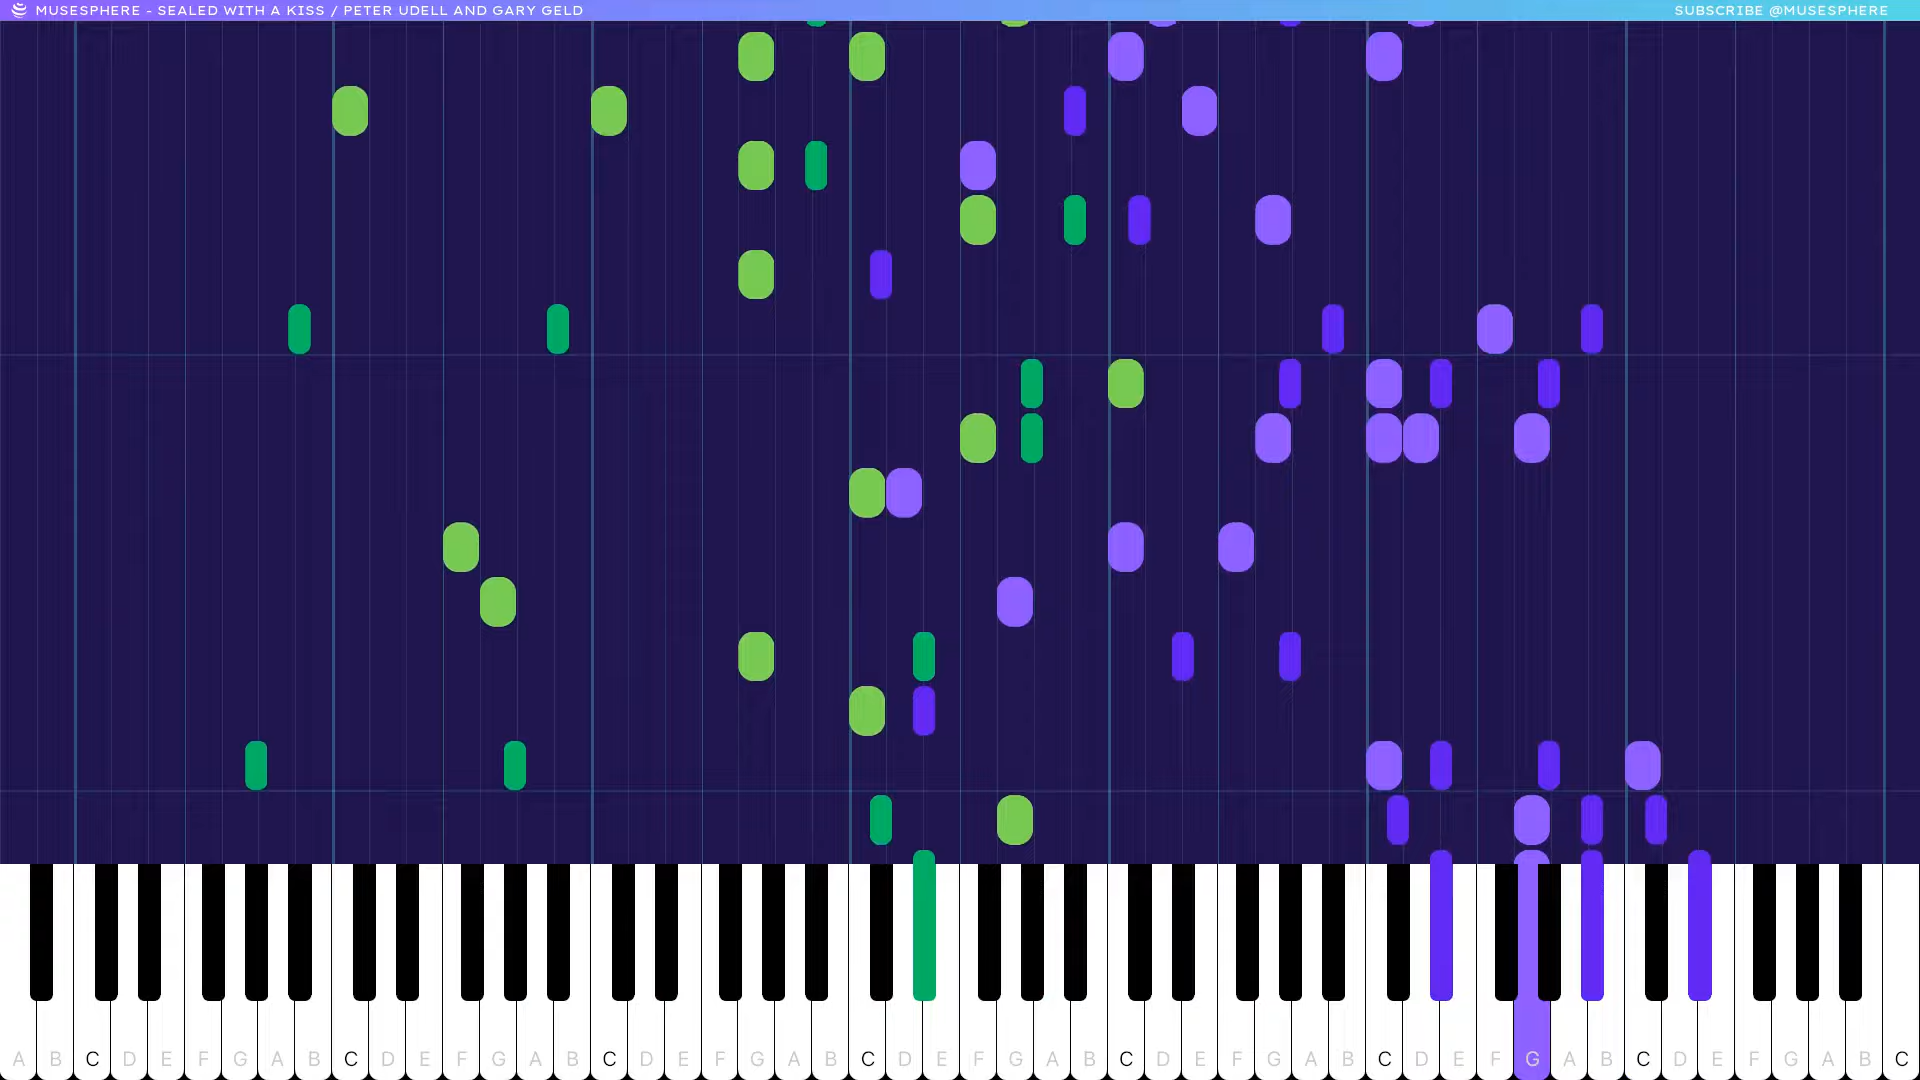 MUSESPHERE - SEALED WITH A KISS / PETER UDELL AND GARY GELD
SUBSCRIBE @MUSESPHERE
A B C D E F G A B C D E F G A B C D E F G A B C D E F G A B C D E F G A B C D E F G A B C D E F G A B C